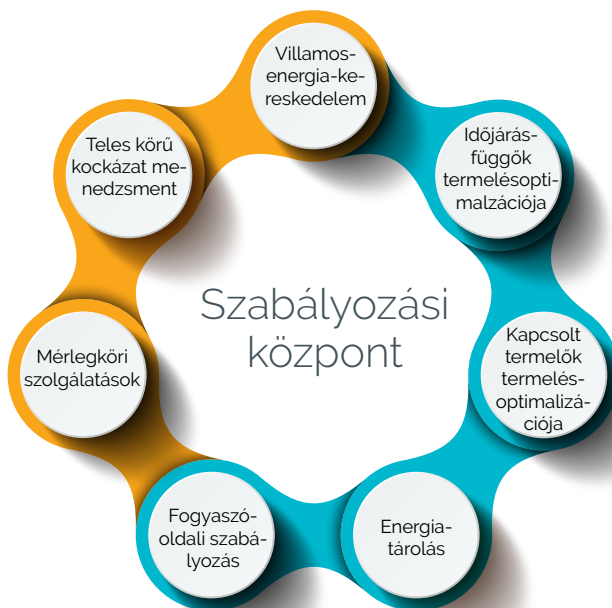 Villamos-
energia-ke-
reskedelem
Időjárás-
függők
termelésopti-
malzációja
Kapcsolt
termelők
termelés-
optimalizá-
ciója
Energia-
tárolás
Fogyaszó-
oldali szabá-
lyozás
Mérlegköri
szolgálatások
Teles körű
kockázat me-
nedzsment
Szabályozási
központ